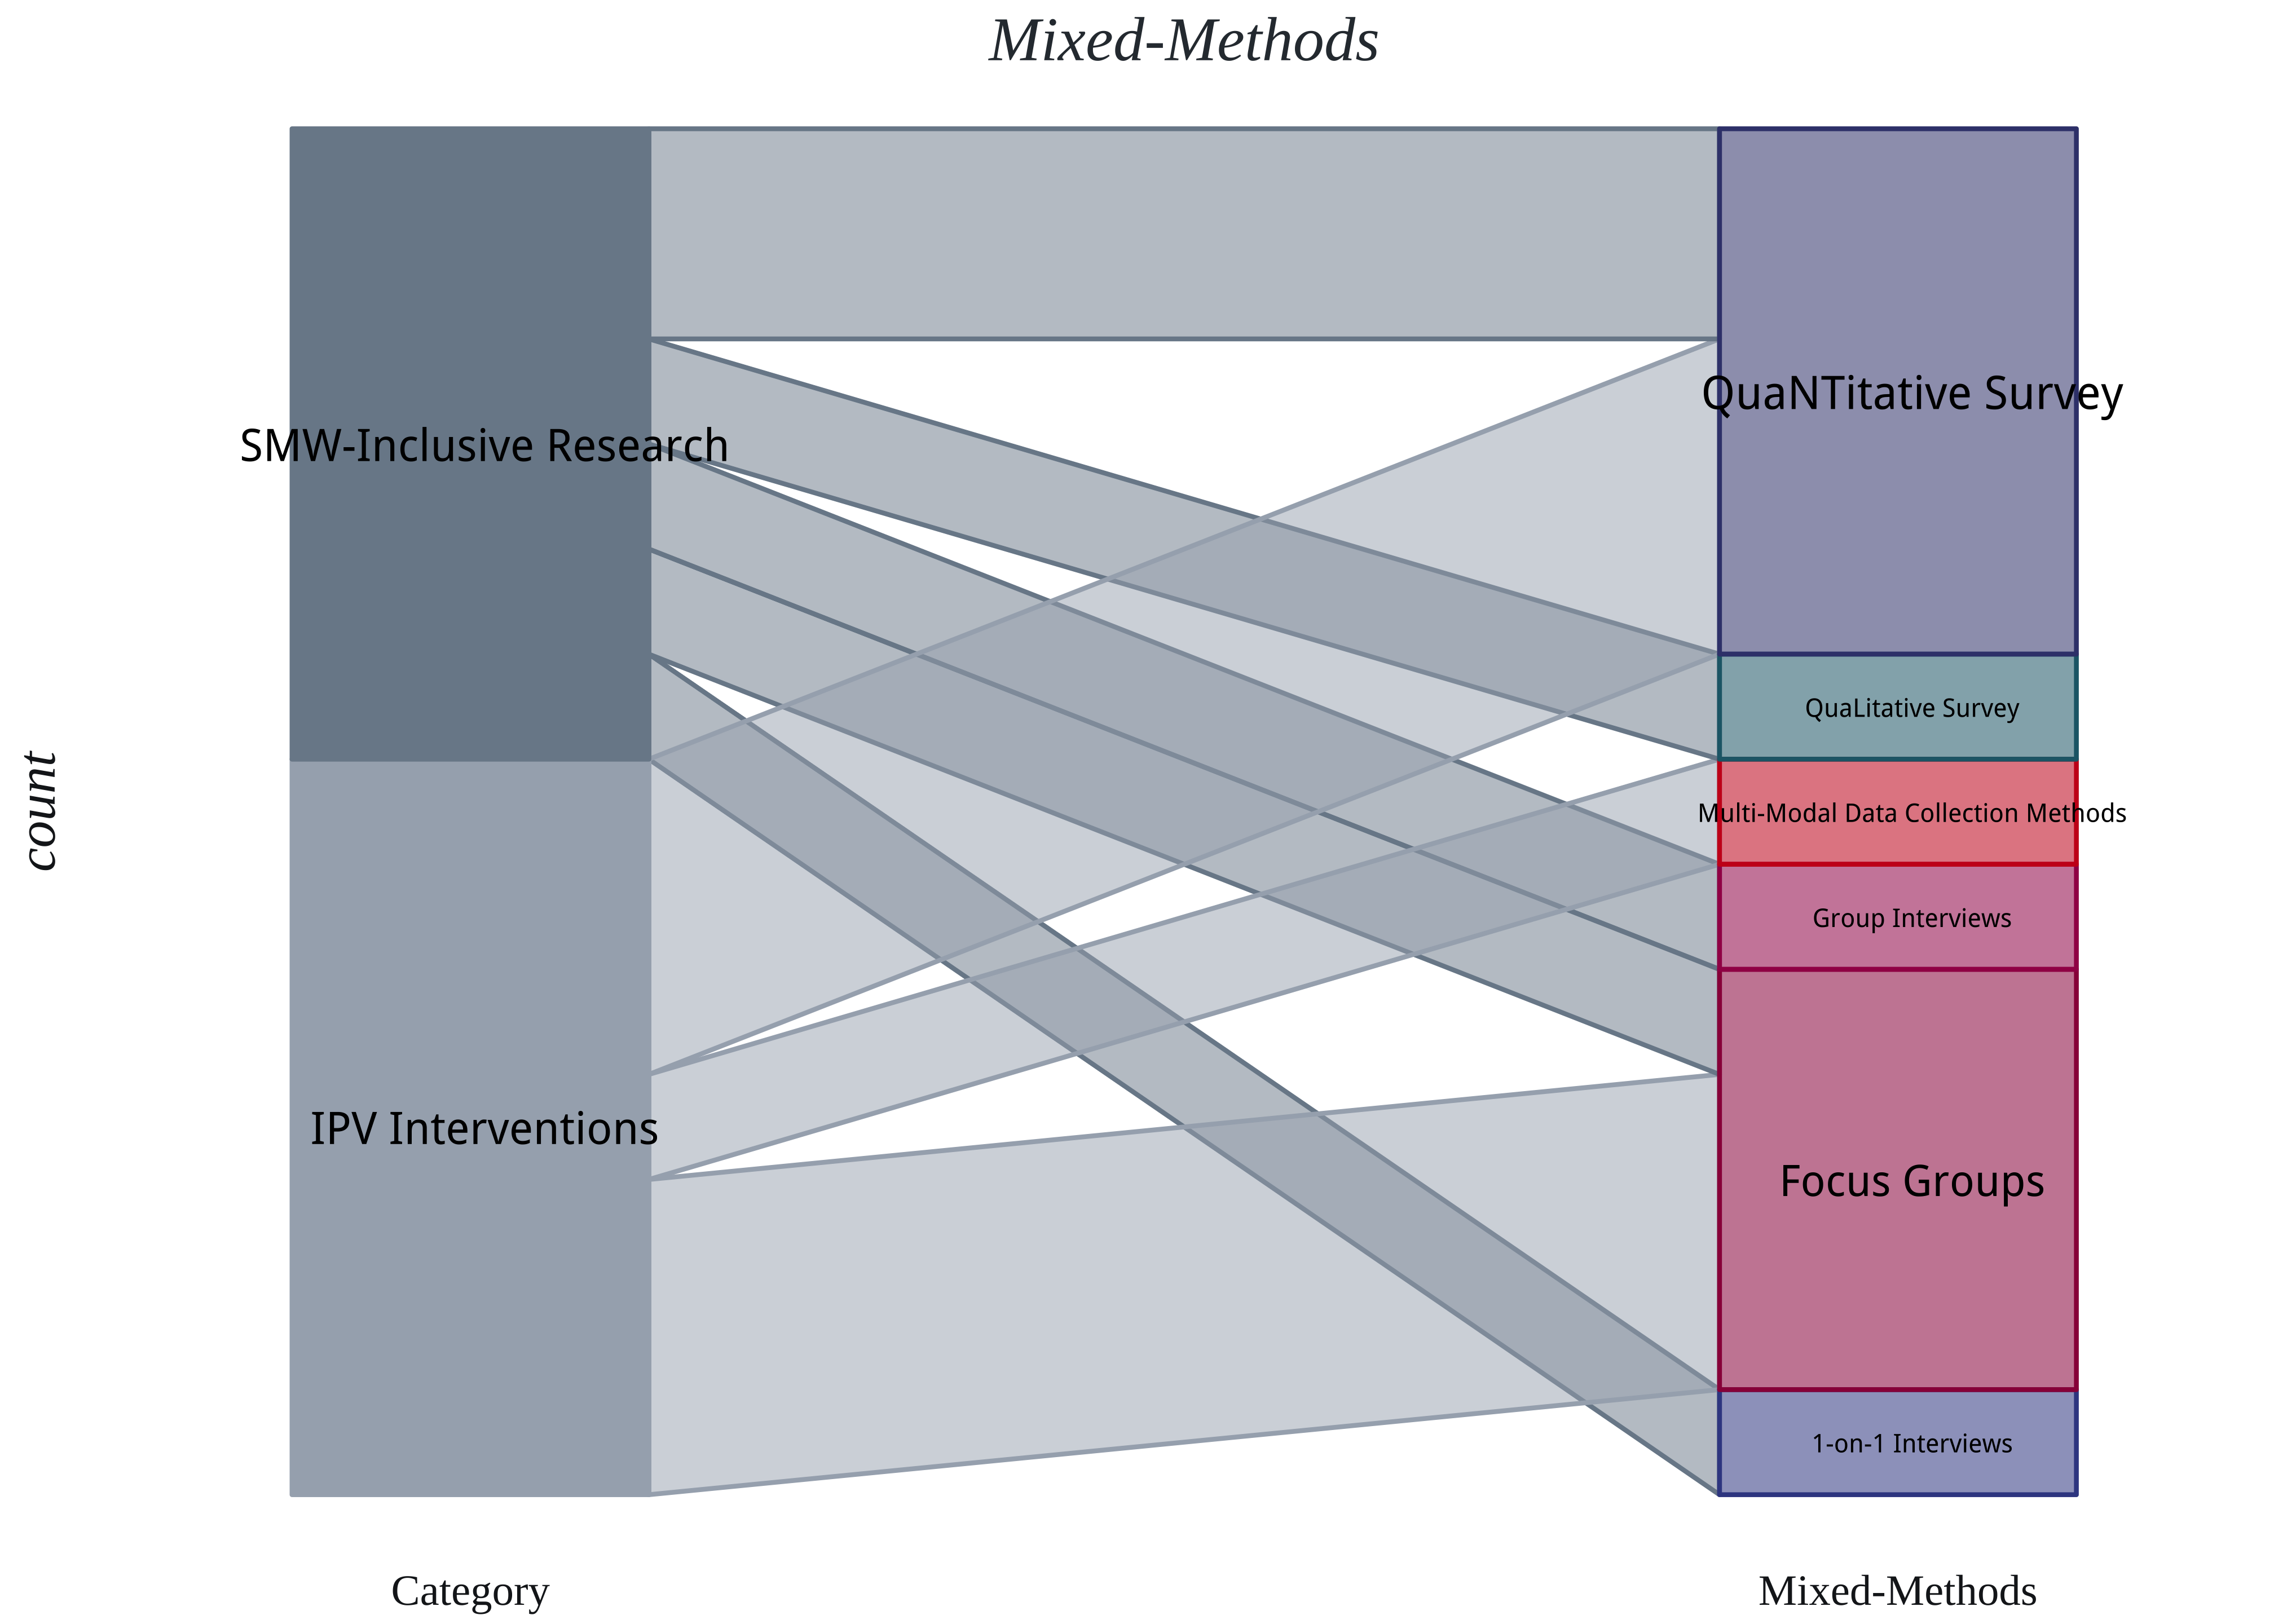 Mixed-Methods
QuaNTitative Survey
SMW-Inclusive Research
QuaLitative Survey
Multi-Modal Data Collection Methods
count
Group Interviews
IPV Interventions
Focus Groups
1-on-1 Interviews
Category
Mixed-Methods